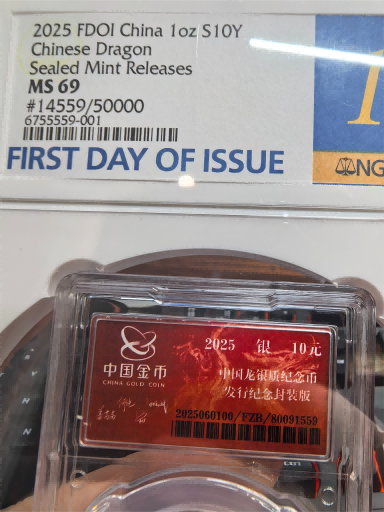 2025 FDOI China 1oz S10Y
Chinese Dragon
Sealed Mint Releases
MS 69
#14559/50000
6755559-001
FIRST DAY OF ISSUE
NG
中国金币
CHINA GOLD COIN
2025 银 10元
中国龙银质纪念币
发行纪念封装版
2025060100/FZB/80091559